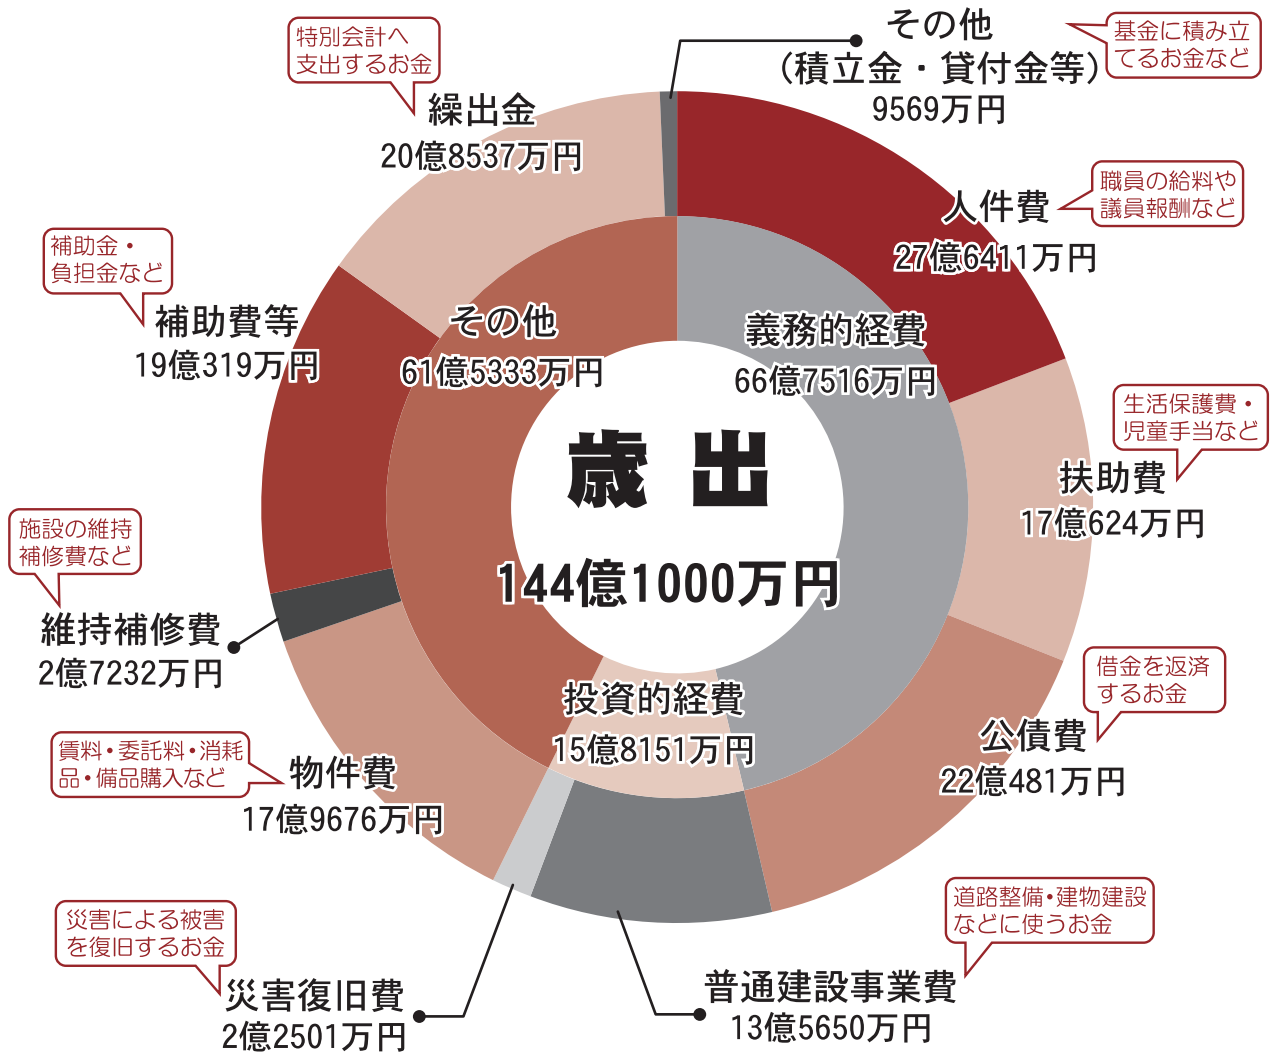 歳出
144億1000万円
義務的経費
66億7516万円
投資的経費
15億8151万円
その他
61億5333万円
人件費
27億6411万円
職員の給料や
議員報酬など
扶助費
17億624万円
生活保護費・
児童手当など
公債費
22億481万円
借金を返済
するお金
普通建設事業費
13億5650万円
道路整備・建物建設
などに使うお金
災害復旧費
2億2501万円
災害による被害
を復旧するお金
物件費
17億9676万円
賃料・委託料・消耗
品・備品購入など
維持補修費
2億7232万円
施設の維持
補修費など
補助費等
19億319万円
補助金・
負担金など
繰出金
20億8537万円
特別会計へ
支出するお金
その他
（積立金・貸付金等）
9569万円
基金に積み立
てるお金など